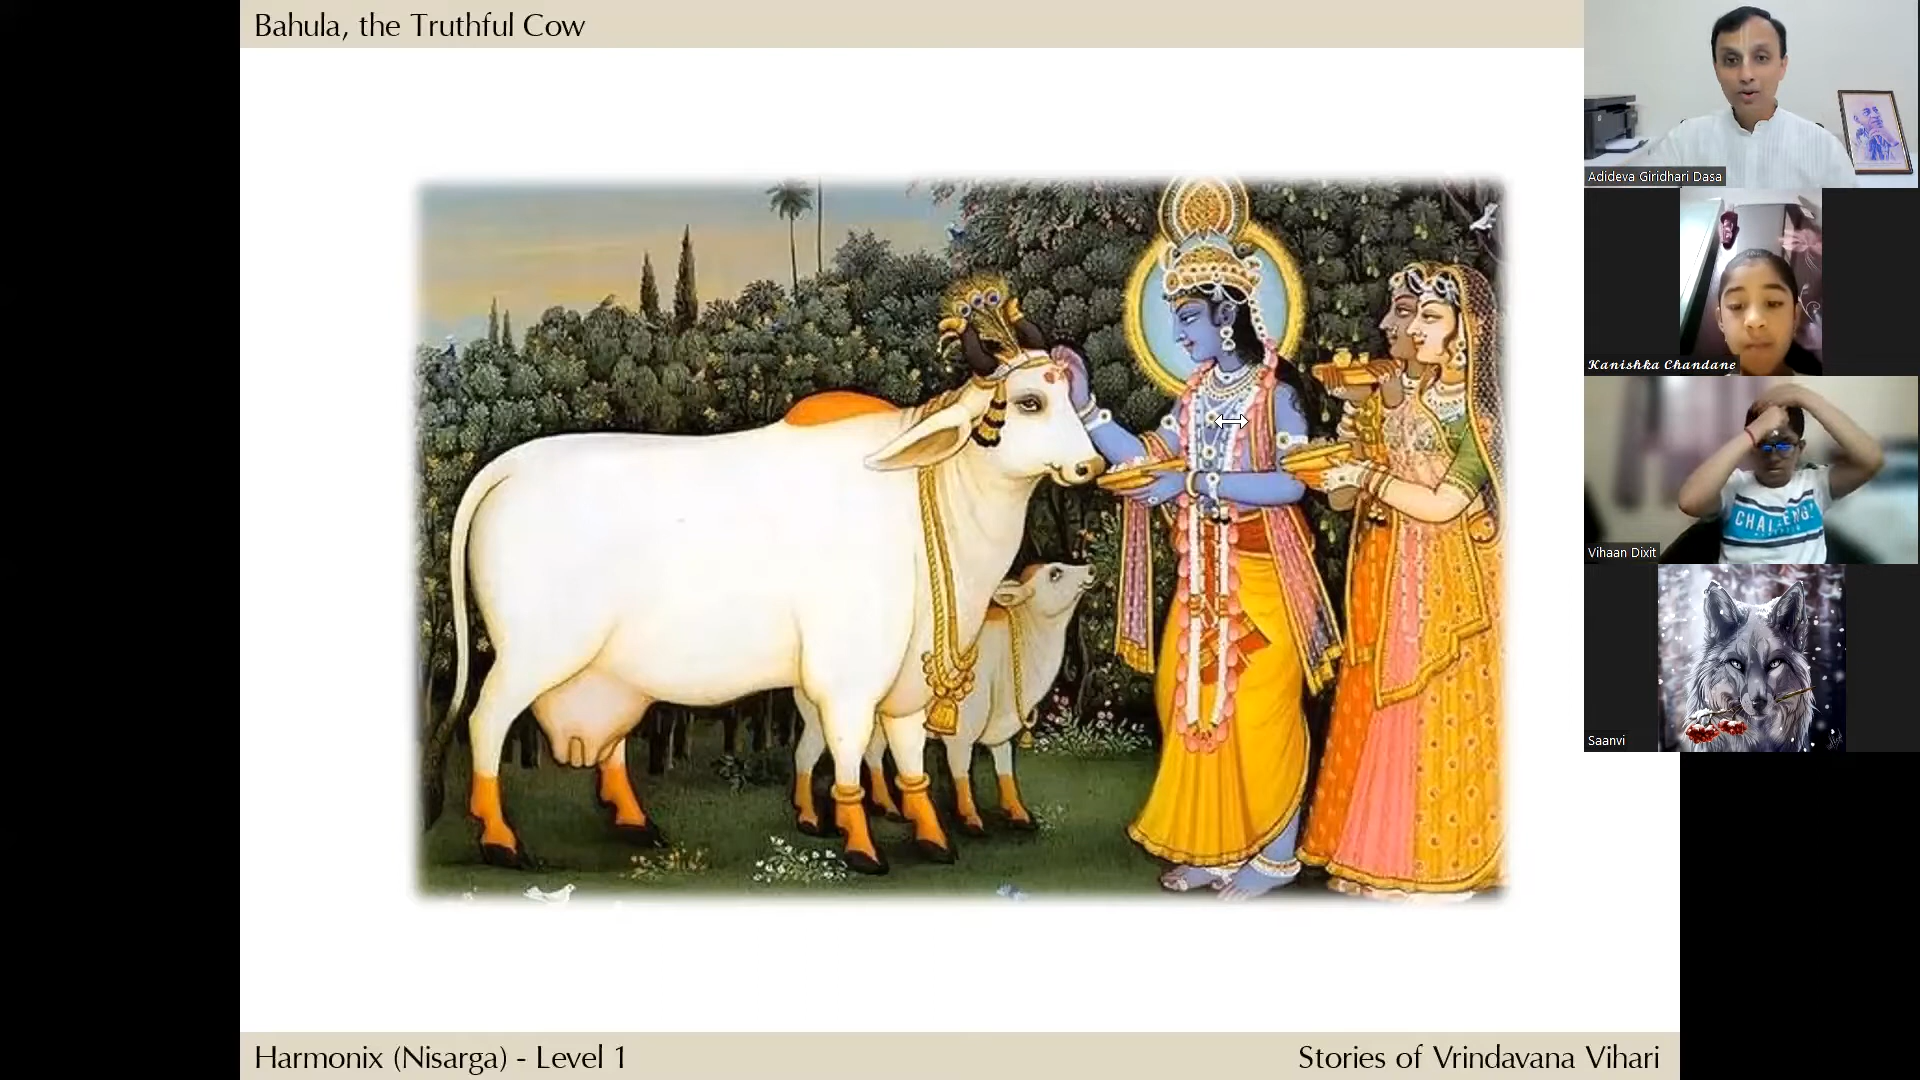 Bahula, the Truthful Cow
Adideva Giridhari Dasa
Kanishka Chandane
CHALLENG!
Vihaan Dixit
Saanvi
Harmonix (Nisarga) - Level 1
Stories of Vrindavana Vihari